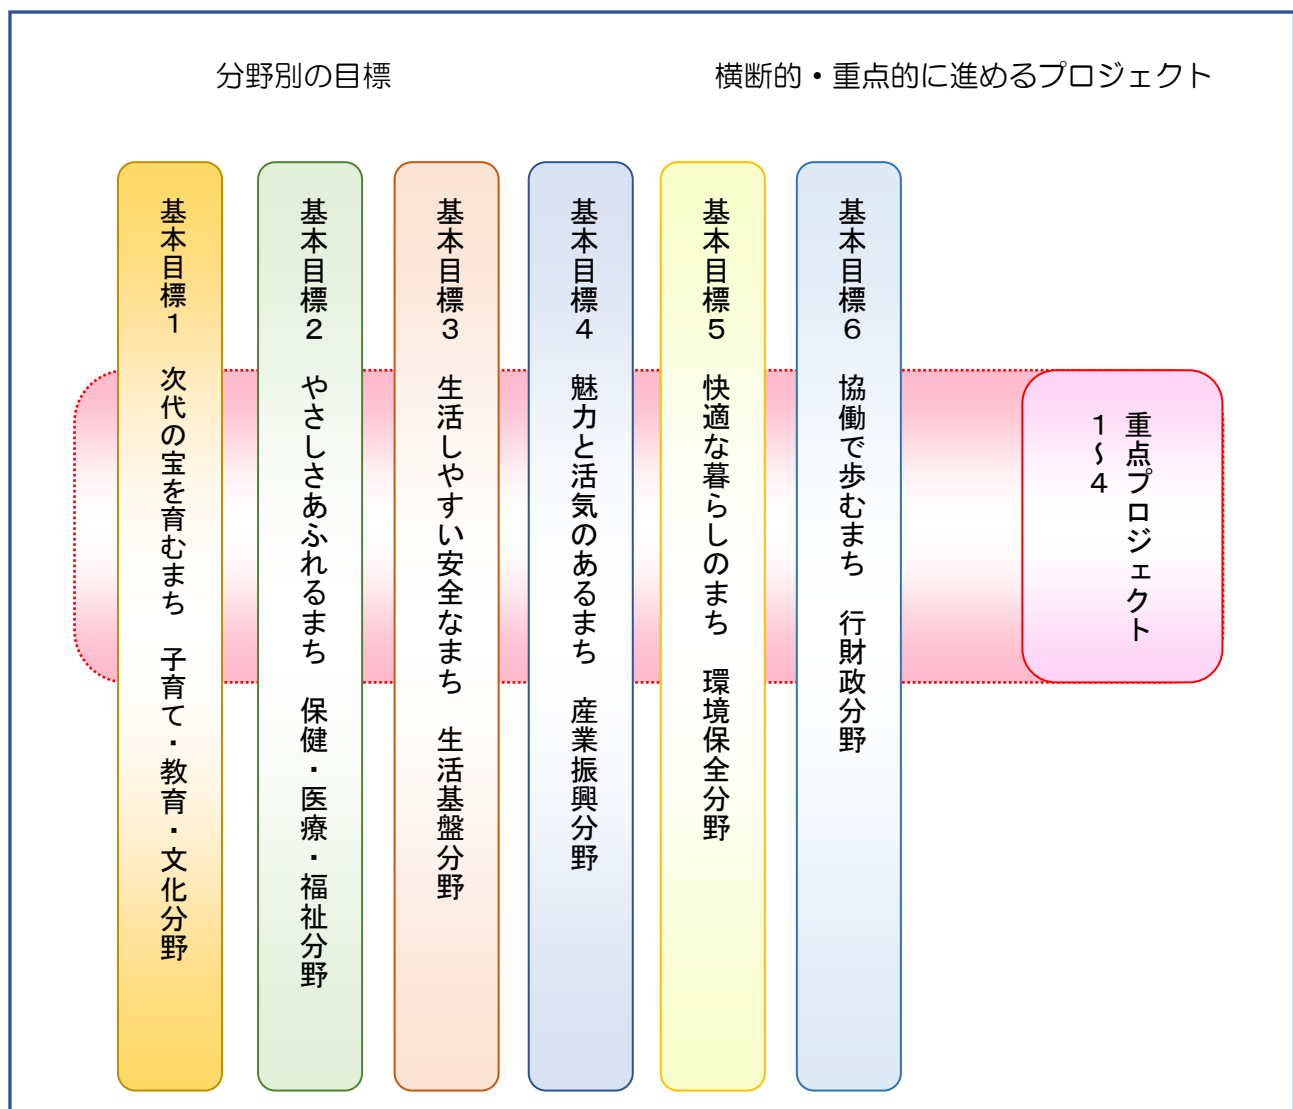 分野別の目標
横断的・重点的に進めるプロジェクト
基本目標１　次代の宝を育むまち　子育て・教育・文化分野
基本目標２　やさしさあふれるまち　保健・医療・福祉分野
基本目標３　生活しやすい安全なまち　生活基盤分野
基本目標４　魅力と活気のあるまち　産業振興分野
基本目標５　快適な暮らしのまち　環境保全分野
基本目標６　協働で歩むまち　行財政分野
重点プロジェクト
１～４